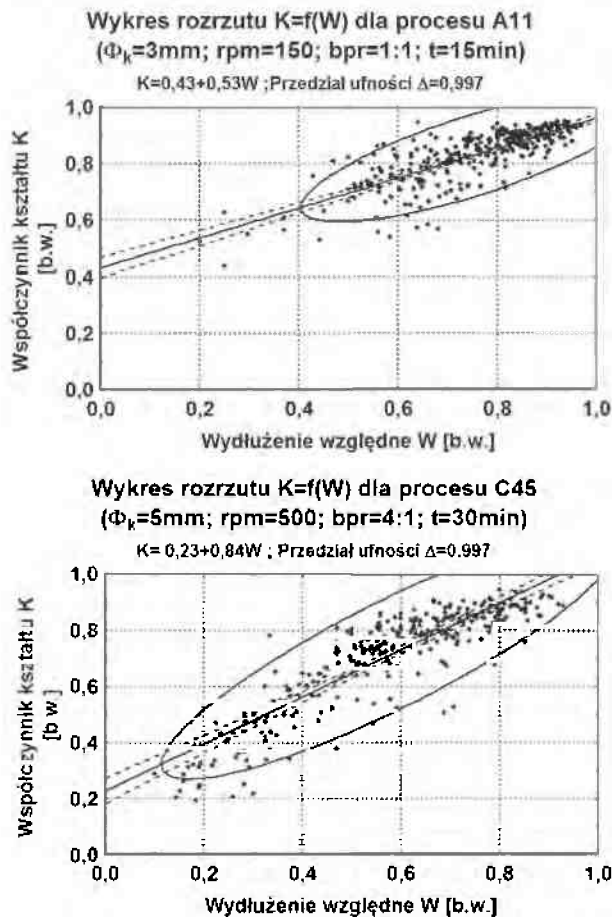 Wykres rozrzutu K=f(W) dla procesu A11
(Φk=3mm; rpm=150; bpr=1:1; t=15min)
K=0,43+0,53W ;Przedział ufności Δ=0,997
Współczynnik kształtu K
[b.w.]
1,0
0,8
0,6
0,4
0,2
0,0
0,0 0,2 0,4 0,6 0,8 1,0
Wydłużenie względne W [b.w.]
Wykres rozrzutu K=f(W) dla procesu C45
(Φk=5mm; rpm=500; bpr=4:1; t=30min)
K= 0,23+0,84W ; Przedział ufności Δ=0.997
Współczynnik kształtu K
[b w.]
1,0
0,8
0,6
0,4
0,2
0,0
0,0 0,2 0,4 0,6 0,8 1,0
Wydłużenie względne W [b.w.]